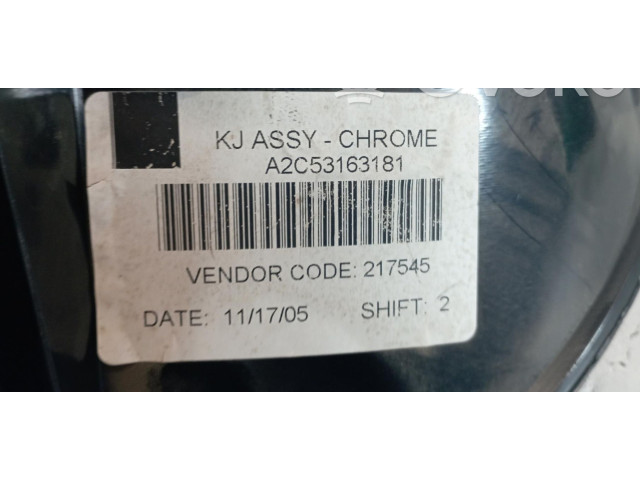 KJ ASSY - CHROME
A2C53163181
VENDOR CODE: 217545
DATE: 11/17/05 SHIFT: 2